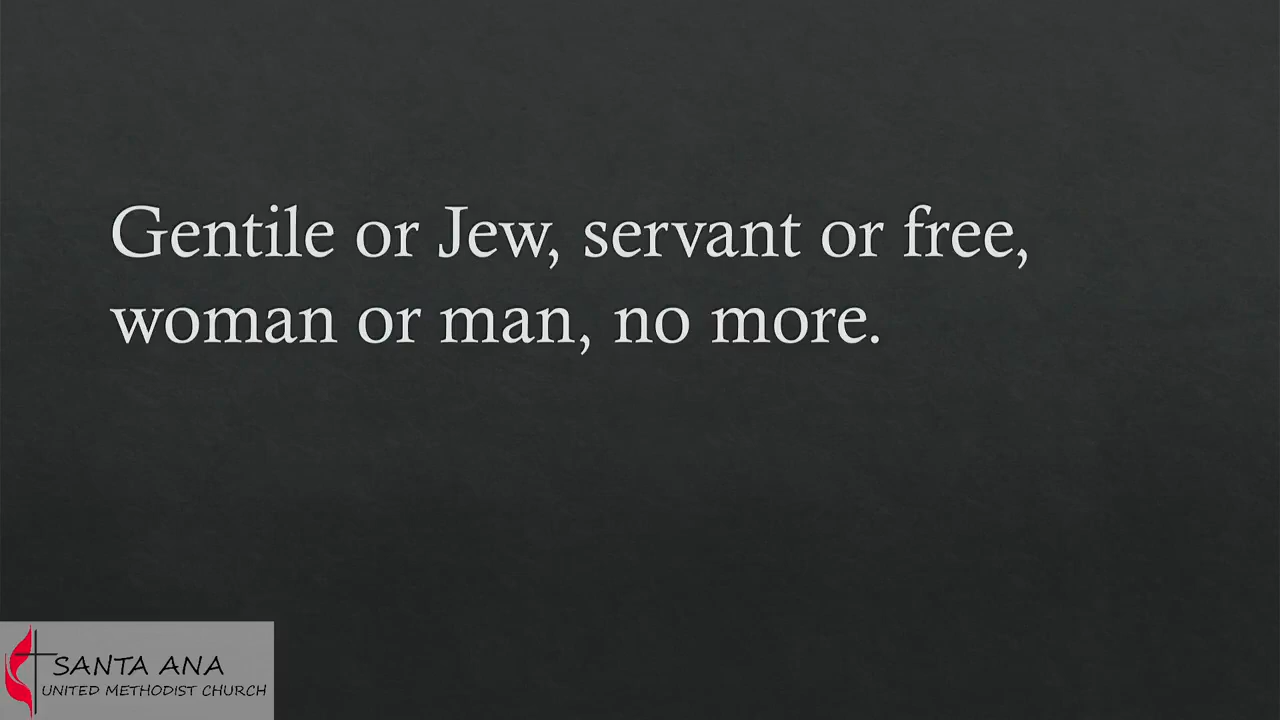 Gentile or Jew, servant or free,
woman or man, no more.
SANTA ANA
UNITED METHODIST CHURCH